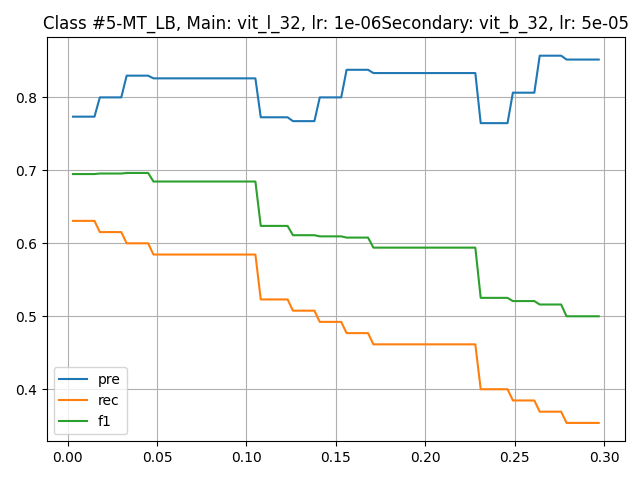 Class #5-MT_LB, Main: vit_l_32, lr: 1e-06Secondary: vit_b_32, lr: 5e-05
0.8
0.7
0.6
0.5
0.4
pre
rec
f1
0.00 0.05 0.10 0.15 0.20 0.25 0.30